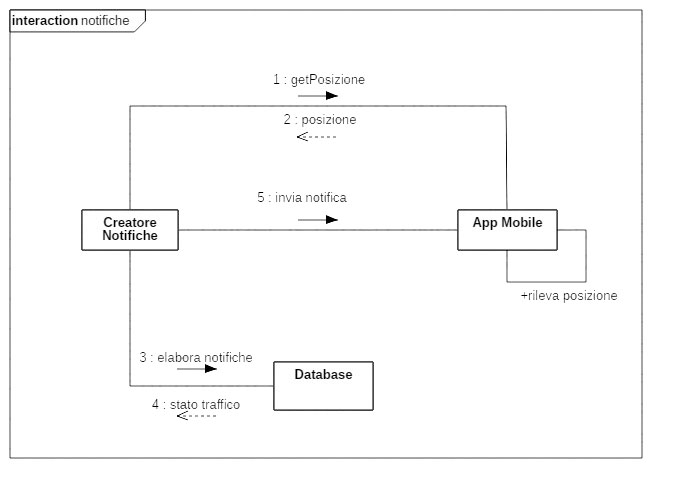 interaction notifiche
1 : getPosizione
2 : posizione
5 : invia notifica
Creatore
Notifiche
App Mobile
+rileva posizione
3 : elabora notifiche
Database
4 : stato traffico